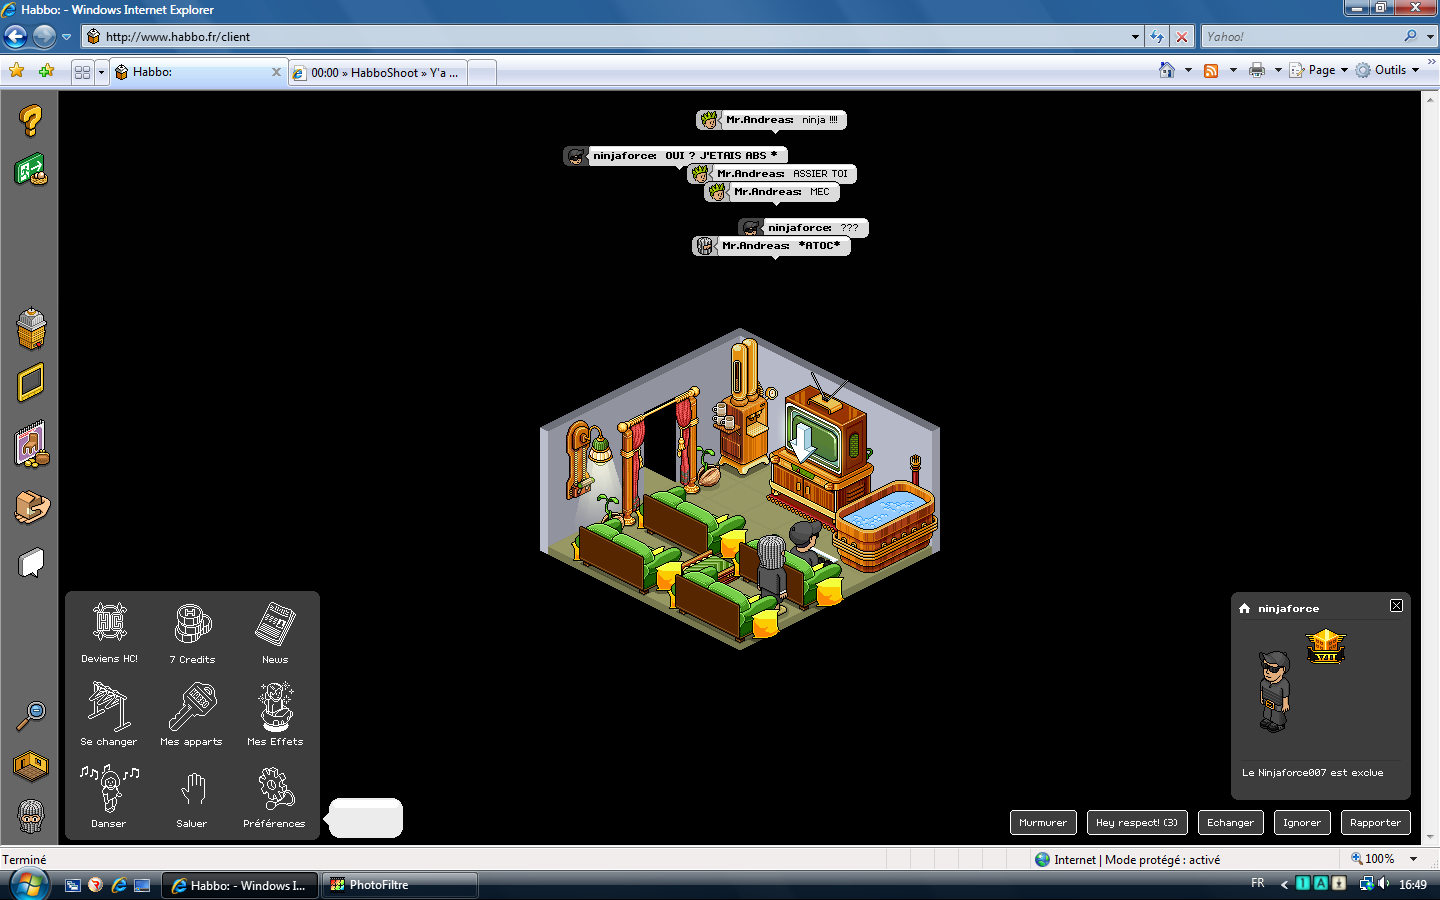 Habbo: - Windows Internet Explorer
http://www.habbo.fr/client
Yahoo!
Habbo:
00:00 » HabboShoot » Y'a ...
Page
Outils
Mr.Andreas: ninja !!!!
ninjaforce: OUI ? J'ETAIS ABS *
Mr.Andreas: ASSIER TOI
Mr.Andreas: MEC
ninjaforce: ???
Mr.Andreas: *ATOC*
Deviens HC!
7 Credits
News
Se changer
Mes apparts
Mes Effets
Danser
Saluer
Préférences
ninjaforce
Le Ninjaforce007 est exclue
Murmurer
Hey respect! (3)
Echanger
Ignorer
Rapporter
Terminé
Internet | Mode protégé : activé
100%
Habbo: - Windows I...
PhotoFiltre
FR
16:49